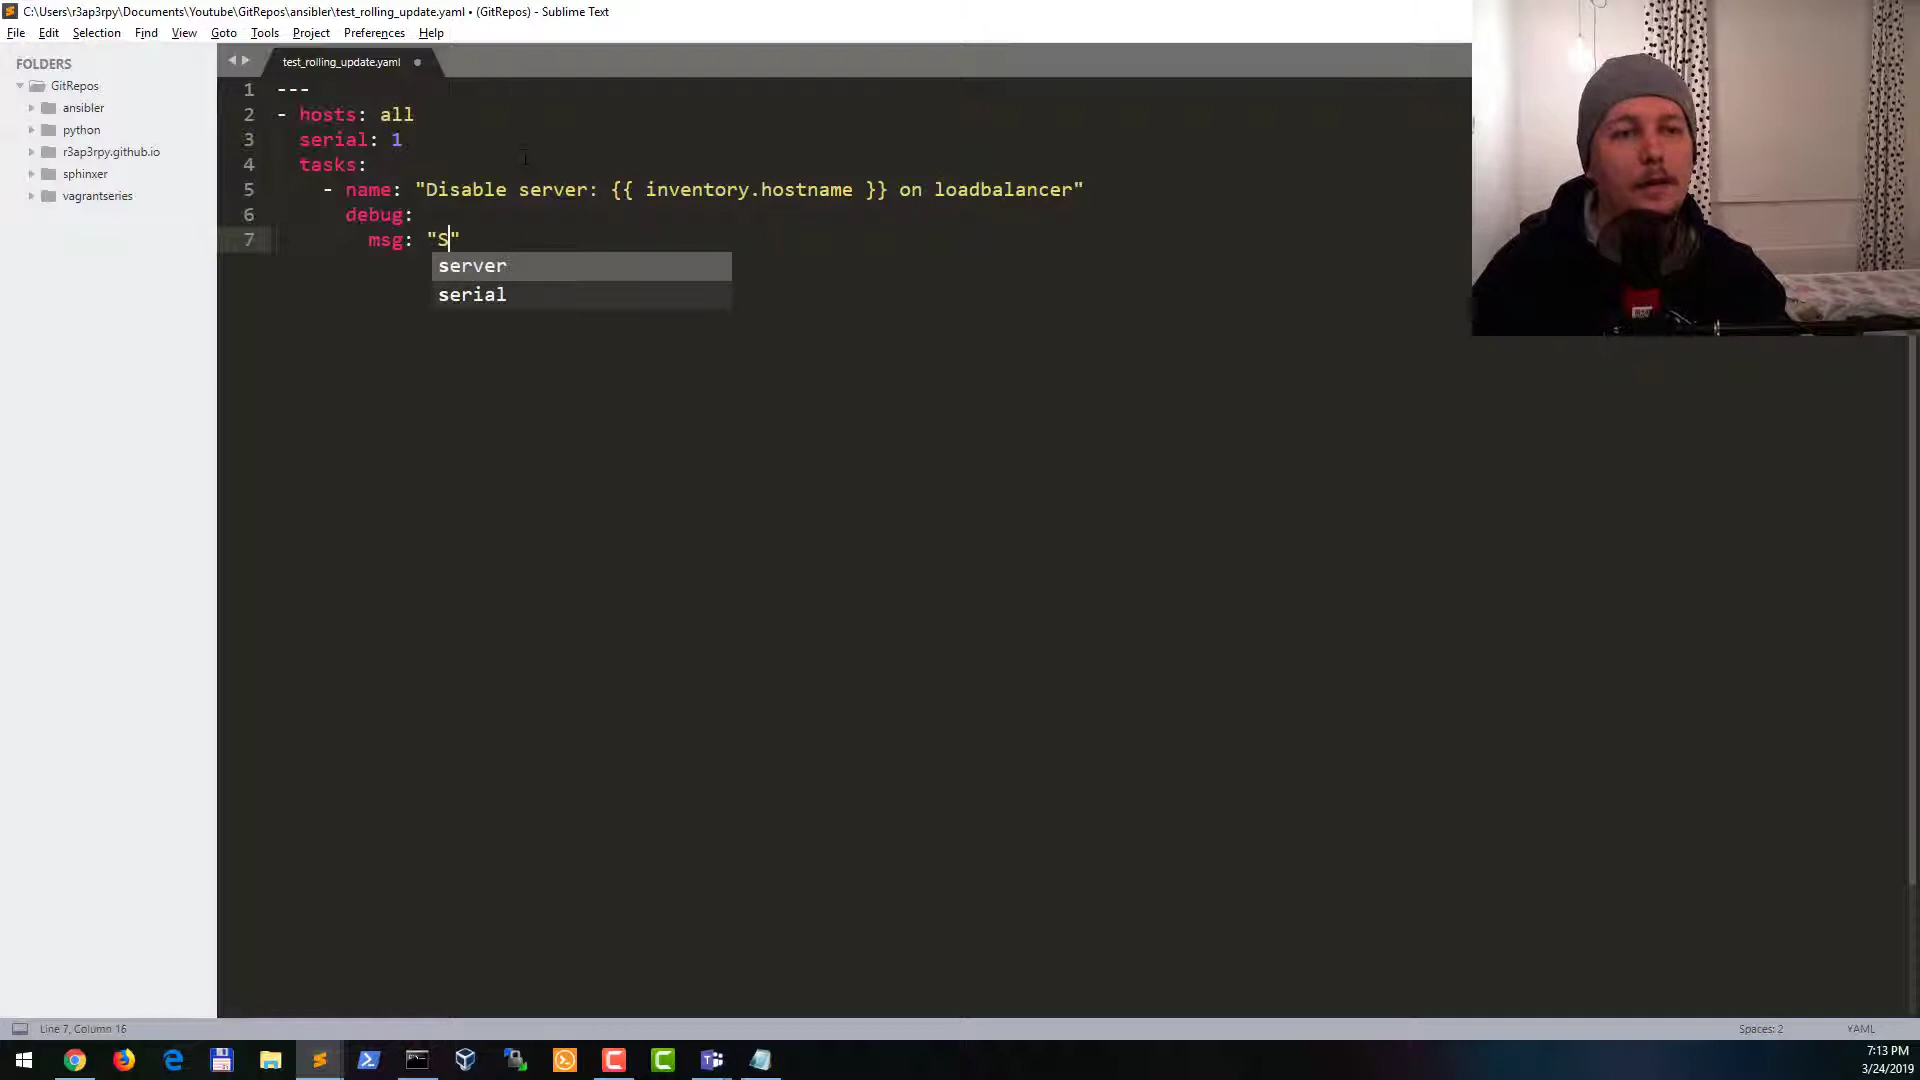 C:\Users\r3ap3rpy\Documents\Youtube\GitRepos\ansibler\test_rolling_update.yaml • (GitRepos) - Sublime Text
File Edit Selection Find View Goto Tools Project Preferences Help
FOLDERS
GitRepos
ansibler
python
r3ap3rpy.github.io
sphinxer
vagrantseries
test_rolling_update.yaml
1 ---
2 - hosts: all
3 serial: 1
4 tasks:
5 - name: "Disable server: {{ inventory.hostname }} on loadbalancer"
6 debug:
7 msg: "S"
server
serial
Line 7, Column 16
Spaces: 2
YAML
7:13 PM
3/24/2019